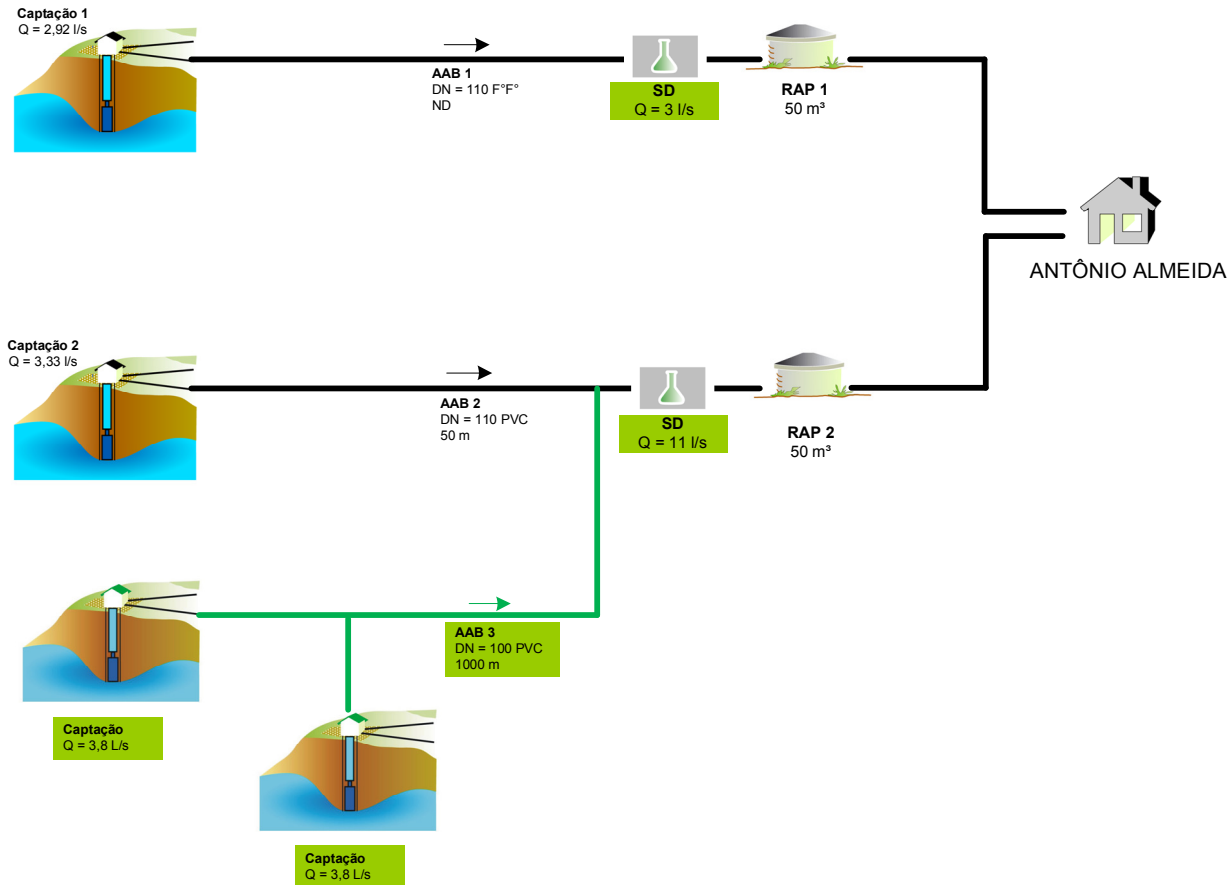 Captação 1
Q = 2,92 l/s
AAB 1
DN = 110 F°F°
ND
SD
Q = 3 l/s
RAP 1
50 m³
ANTÔNIO ALMEIDA
Captação 2
Q = 3,33 l/s
AAB 2
DN = 110 PVC
50 m
SD
Q = 11 l/s
RAP 2
50 m³
AAB 3
DN = 100 PVC
1000 m
Captação
Q = 3,8 L/s
Captação
Q = 3,8 L/s